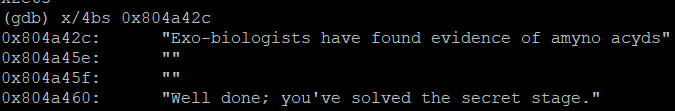 (gdb) x/4bs 0x804a42c
0x804a42c: "Exo-biologists have found evidence of amyno acyds"
0x804a45e: ""
0x804a45f: ""
0x804a460: "Well done; you've solved the secret stage."